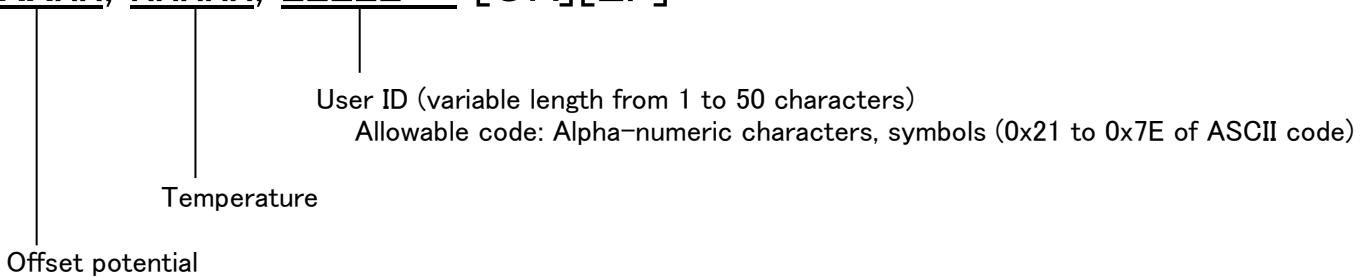 User ID (variable length from 1 to 50 characters)
Allowable code: Alpha-numeric characters, symbols (0x21 to 0x7E of ASCII code)
Temperature
Offset potential